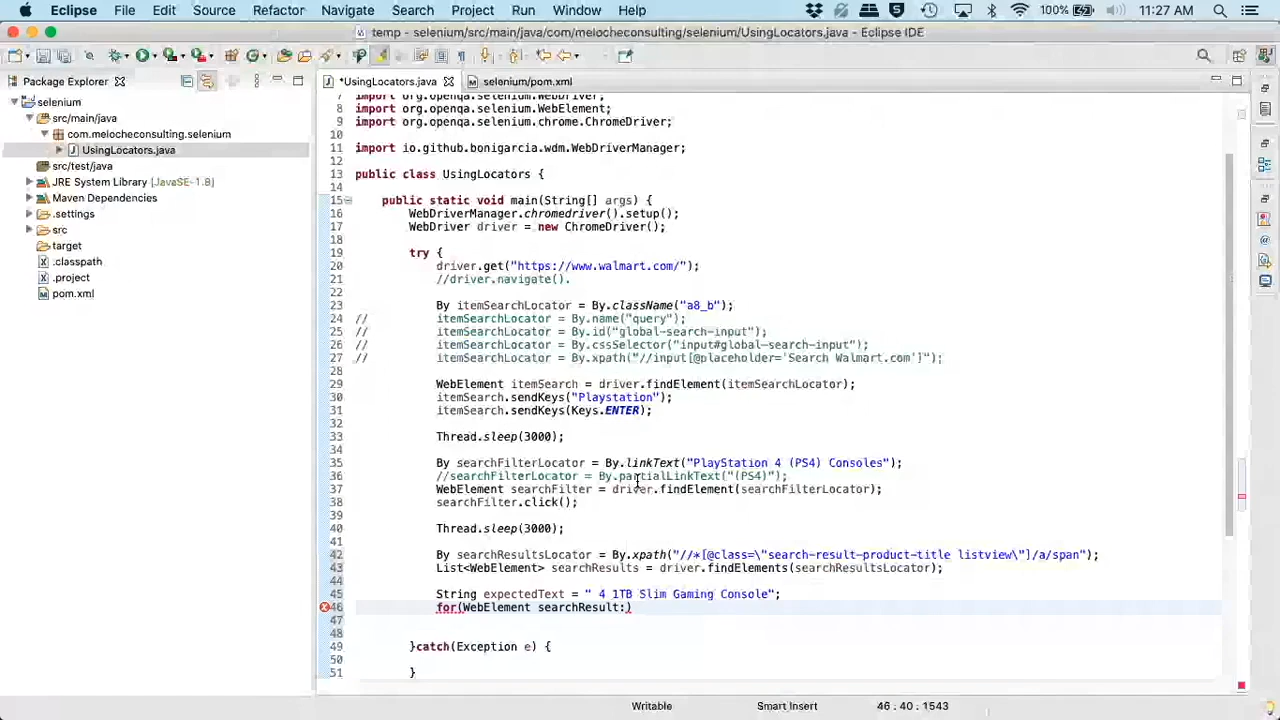 Eclipse File Edit Source Refactor Navigate Search Project Run Window Help 100% 11:27 AM
temp - selenium/src/main/java/com/meiocheconsulting/selenium/UsingLocators.java - Eclipse IDE
Package Explorer
*UsingLocators.java selenium/pom.xml
selenium
src/main/java
com.meiocheconsulting.selenium
UsingLocators.java
src/test/java
JRE System Library [JavaSE-1.8]
Maven Dependencies
.settings
src
target
.classpath
.project
pom.xml
7 import org.openqa.selenium.WebDriver;
8 import org.openqa.selenium.WebElement;
9 import org.openqa.selenium.chrome.ChromeDriver;
10
11 import io.github.bonigarcia.wdm.WebDriverManager;
12
13 public class UsingLocators {
14
15 public static void main(String[] args) {
16 WebDriverManager.chromedriver().setup();
17 WebDriver driver = new ChromeDriver();
18
19 try {
20 driver.get("https://www.walmart.com/");
21 //driver.navigate().
22
23 By itemSearchLocator = By.className("a8_b");
24 // itemSearchLocator = By.name("query");
25 // itemSearchLocator = By.id("global-search-input");
26 // itemSearchLocator = By.cssSelector("input#global-search-input");
27 // itemSearchLocator = By.xpath("//input[@placeholder='Search Walmart.com']");
28
29 WebElement itemSearch = driver.findElement(itemSearchLocator);
30 itemSearch.sendKeys("Playstation");
31 itemSearch.sendKeys(Keys.ENTER);
32
33 Thread.sleep(3000);
34
35 By searchFilterLocator = By.linkText("PlayStation 4 (PS4) Consoles");
36 //searchFilterLocator = By.partialLinkText("(PS4)");
37 WebElement searchFilter = driver.findElement(searchFilterLocator);
38 searchFilter.click();
39
40 Thread.sleep(3000);
41
42 By searchResultsLocator = By.xpath("//*[@class=\"search-result-product-title listview\"]/a/span");
43 List<WebElement> searchResults = driver.findElements(searchResultsLocator);
44
45 String expectedText = " 4 1TB Slim Gaming Console";
46 for(WebElement searchResult:)
47
48
49 }catch(Exception e) {
50
51 }
Writable Smart Insert 46 : 40 : 1543